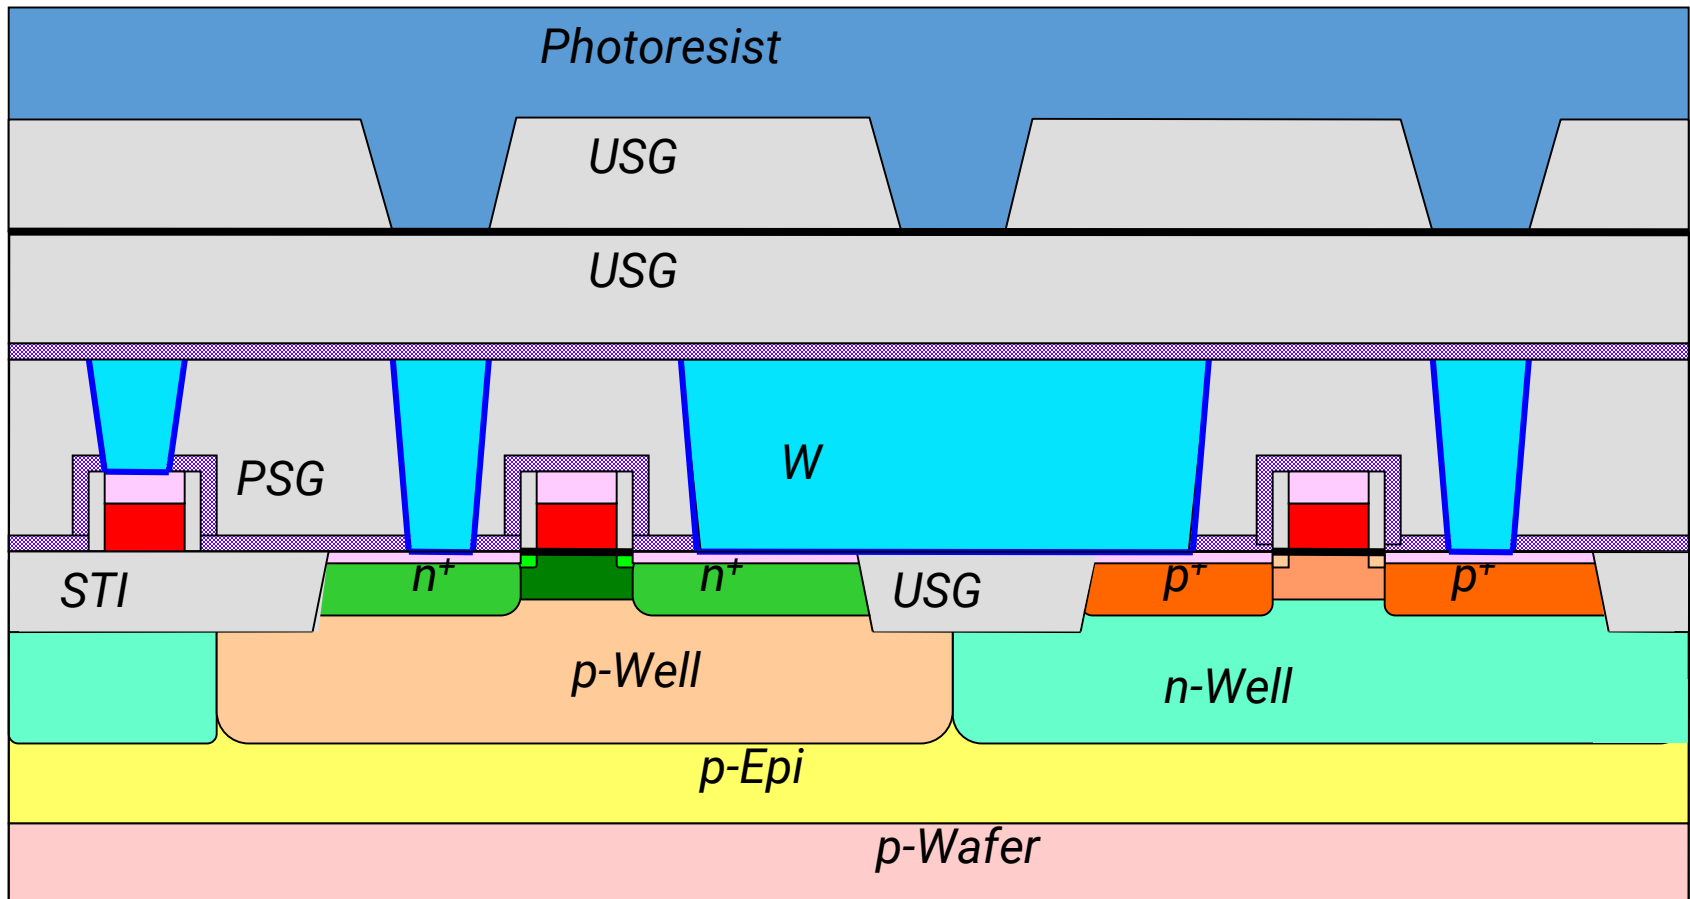 Photoresist
USG
USG
W
PSG
STI
n⁺
n⁺
USG
p⁺
p⁺
p-Well
n-Well
p-Epi
p-Wafer